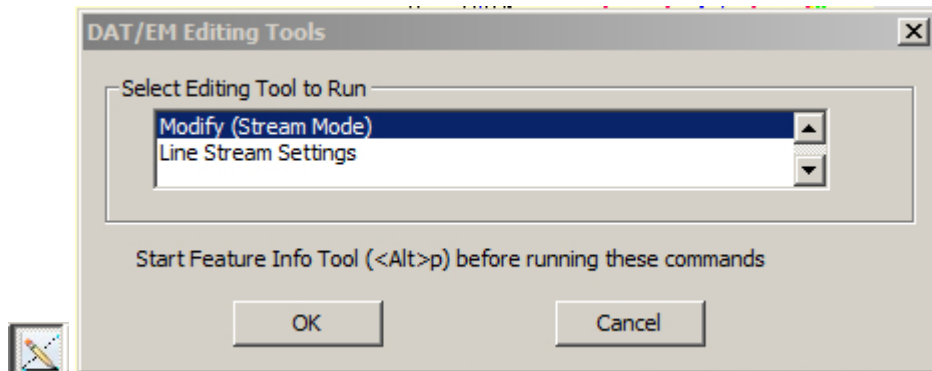 DAT/EM Editing Tools
Select Editing Tool to Run
Modify (Stream Mode)
Line Stream Settings
Start Feature Info Tool (<Alt>p) before running these commands
OK Cancel